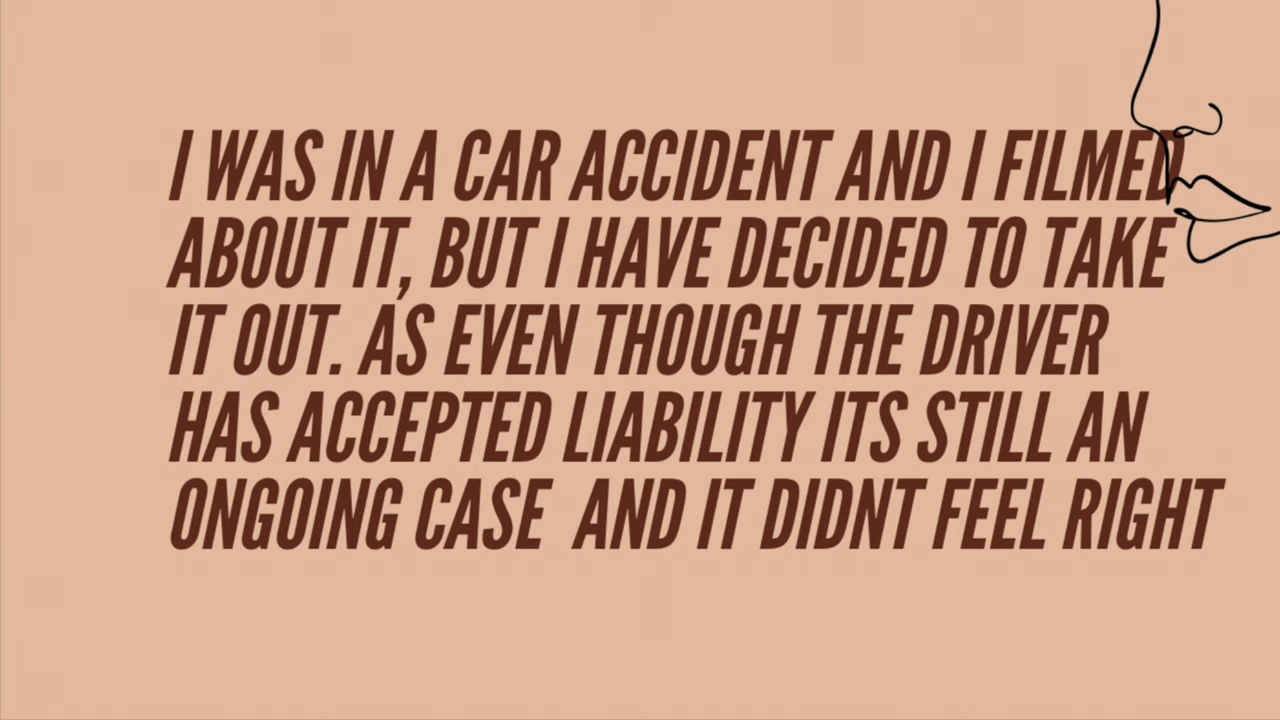 I WAS IN A CAR ACCIDENT AND I FILMED
ABOUT IT, BUT I HAVE DECIDED TO TAKE
IT OUT. AS EVEN THOUGH THE DRIVER
HAS ACCEPTED LIABILITY ITS STILL AN
ONGOING CASE  AND IT DIDNT FEEL RIGHT